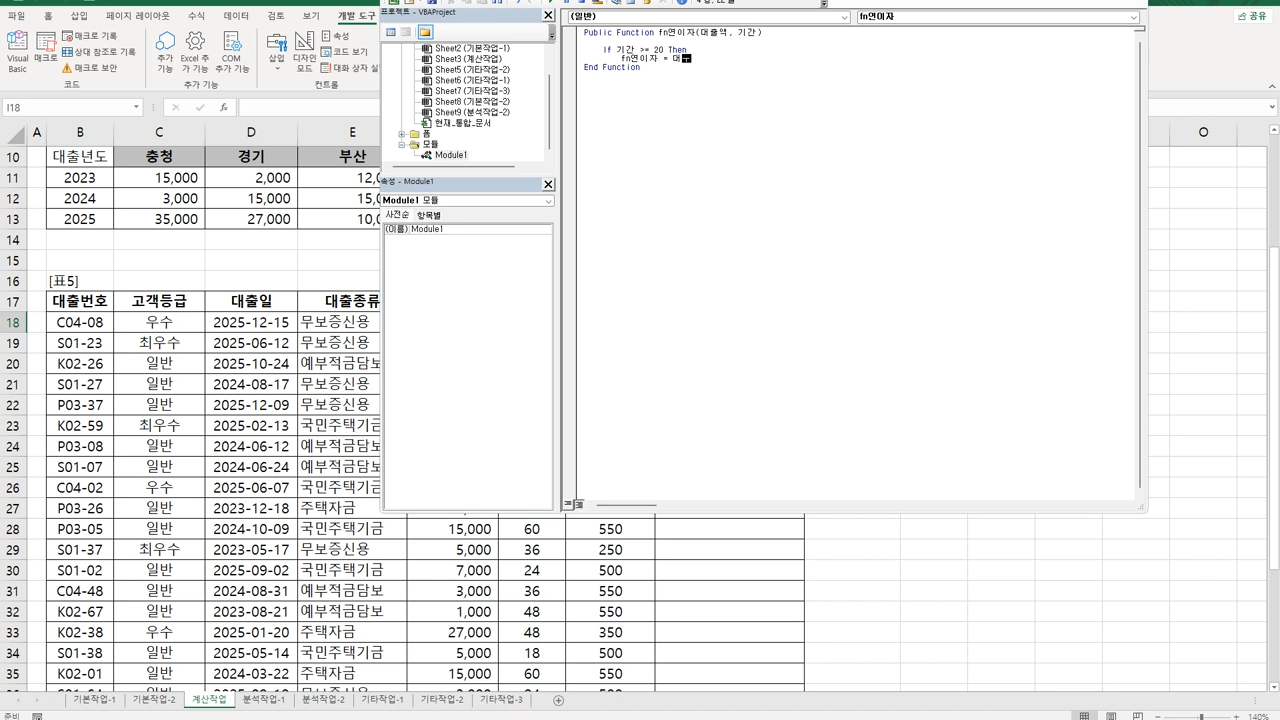 파일 홈 삽입 페이지 레이아웃 수식 데이터 개발 도구 공유
Visual Basic 매크로 매크로 기록 상대 참조로 기록 매크로 보안
추가 기능 Excel 추가 기능 COM 추가 기능
삽입 디자인 모드 속성 코드 보기 대화 상자 실
코드 추가 기능 컨트롤
프로젝트 - VBAProject
Sheet2 (기본작업-1)
Sheet3 (계산작업)
Sheet5 (기타작업-2)
Sheet6 (기타작업-1)
Sheet7 (기타작업-3)
Sheet8 (기본작업-2)
Sheet9 (분석작업-2)
현재_통합_문서
폼
모듈
Module1
속성 - Module1
Module1 모듈
사전순 항목별
(이름) Module1
(일반) fn연이자
Public Function fn연이자(대출액, 기간)
If 기간 >= 20 Then
fn연이자 = 대
End Function
I18 fx
A B C D E O
10 대출년도 충청 경기 부산
11 2023 15,000 2,000 12,0
12 2024 3,000 15,000 15,
13 2025 35,000 27,000 10,
14
15
16 [표5]
17 대출번호 고객등급 대출일 대출종류
18 C04-08 우수 2025-12-15 무보증신용
19 S01-23 최우수 2025-06-12 무보증신용
20 K02-26 일반 2025-10-24 예부적금담보
21 S01-27 일반 2024-08-17 무보증신용
22 P03-37 일반 2025-12-09 무보증신용
23 K02-59 최우수 2025-02-13 국민주택기금
24 P03-08 일반 2024-06-12 예부적금담보
25 S01-07 일반 2024-06-24 예부적금담보
26 C04-02 우수 2025-06-07 국민주택기금
27 P03-26 일반 2023-12-18 주택자금
28 P03-05 일반 2024-10-09 국민주택기금 15,000 60 550
29 S01-37 최우수 2023-05-17 무보증신용 5,000 36 250
30 S01-02 일반 2025-09-02 국민주택기금 7,000 24 500
31 C04-48 일반 2024-08-31 예부적금담보 3,000 36 550
32 K02-67 일반 2023-08-21 예부적금담보 1,000 48 550
33 K02-38 우수 2025-01-20 주택자금 27,000 48 350
34 S01-38 일반 2025-05-14 국민주택기금 5,000 18 500
35 K02-01 일반 2024-03-22 주택자금 15,000 60 550
기본작업-1 기본작업-2 계산작업 분석작업-1 분석작업-2 기타작업-1 기타작업-2 기타작업-3
준비 140%